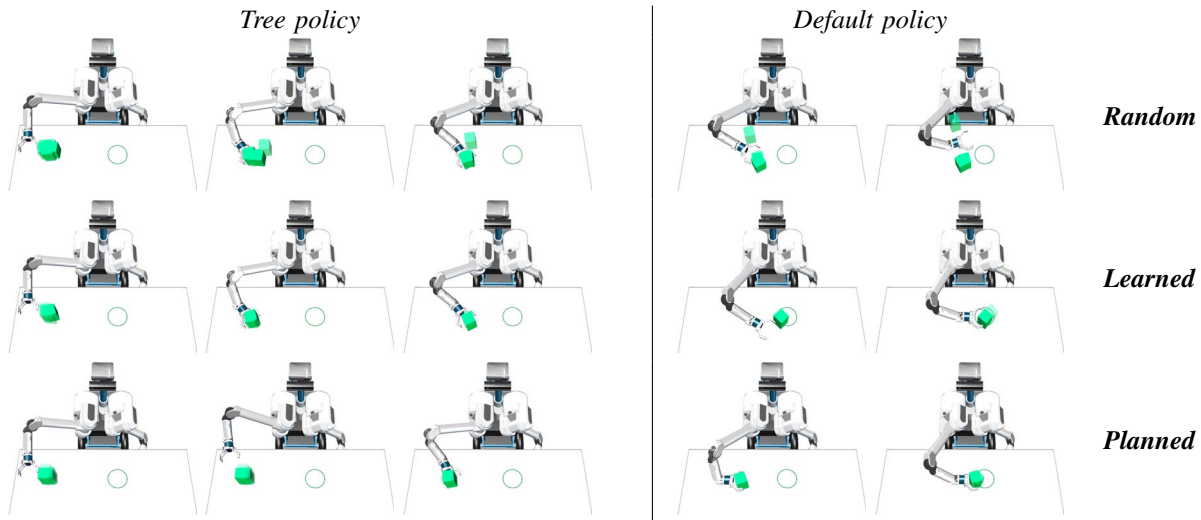 Tree policy
Default policy
Random
Learned
Planned